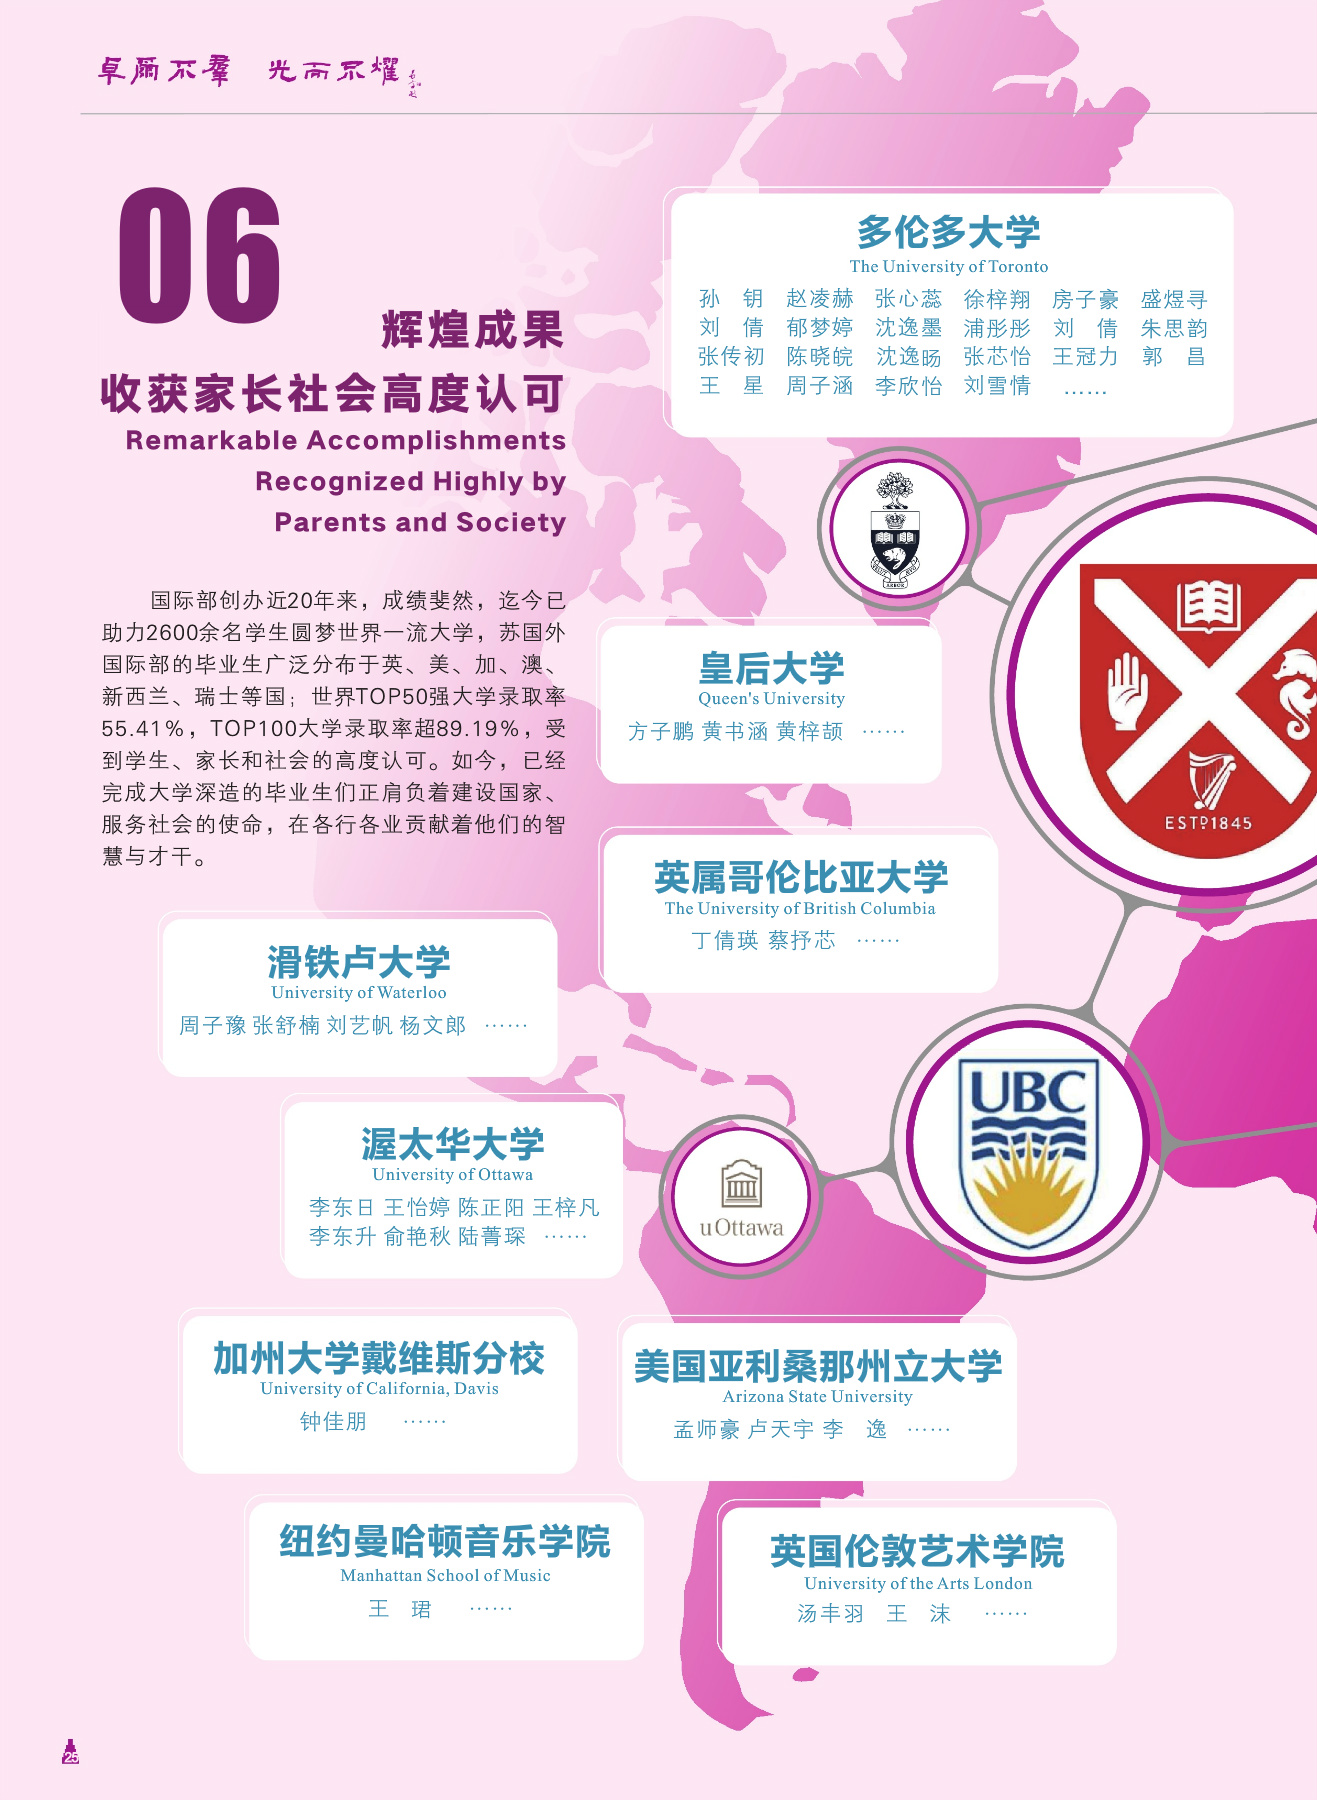 卓尔不群 光而不耀
06
辉煌成果
收获家长社会高度认可
Remarkable Accomplishments
Recognized Highly by
Parents and Society
国际部创办近20年来，成绩斐然，迄今已
助力2600余名学生圆梦世界一流大学，苏国外
国际部的毕业生广泛分布于英、美、加、澳、
新西兰、瑞士等国；世界TOP50强大学录取率
55.41%，TOP100大学录取率超89.19%，受
到学生、家长和社会的高度认可。如今，已经
完成大学深造的毕业生们正肩负着建设国家、
服务社会的使命，在各行各业贡献着他们的智
慧与才干。
多伦多大学
The University of Toronto
孙 钥 赵凌赫 张心蕊 徐梓翔 房子豪 盛煜寻
刘 倩 郁梦婷 沈逸墨 浦彤彤 刘 倩 朱思韵
张传初 陈晓皖 沈逸旸 张芯怡 王冠力 郭 昌
王 星 周子涵 李欣怡 刘雪情 ……
皇后大学
Queen's University
方子鹏 黄书涵 黄梓颉 ……
ESTD1845
英属哥伦比亚大学
The University of British Columbia
丁倩瑛 蔡抒芯 ……
滑铁卢大学
University of Waterloo
周子豫 张舒楠 刘艺帆 杨文郎 ……
UBC
渥太华大学
University of Ottawa
李东日 王怡婷 陈正阳 王梓凡
李东升 俞艳秋 陆菁琛 ……
uOttawa
加州大学戴维斯分校
University of California, Davis
钟佳朋 ……
美国亚利桑那州立大学
Arizona State University
孟师豪 卢天宇 李 逸 ……
纽约曼哈顿音乐学院
Manhattan School of Music
王 珺 ……
英国伦敦艺术学院
University of the Arts London
汤丰羽 王 沫 ……
25